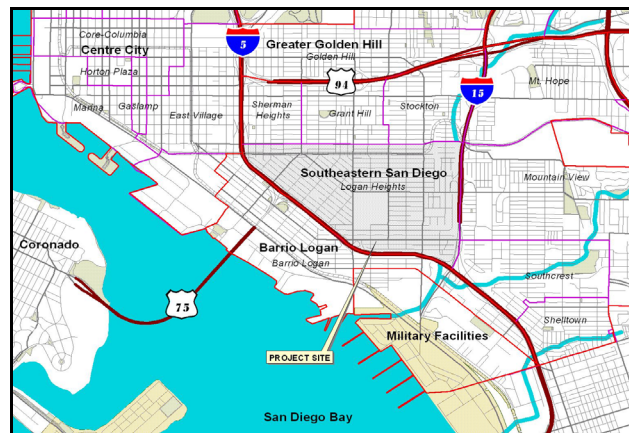 Core-Columbia
Centre City
Horton Plaza
Marina
Gaslamp
East Village
5
Greater Golden Hill
Golden Hill
94
15
Mt. Hope
Sherman
Heights
Grant Hill
Stockton
Southeastern San Diego
Logan Heights
Mountain View
Coronado
Barrio Logan
Barrio Logan
75
Southcrest
Shelltown
Military Facilities
PROJECT SITE
San Diego Bay